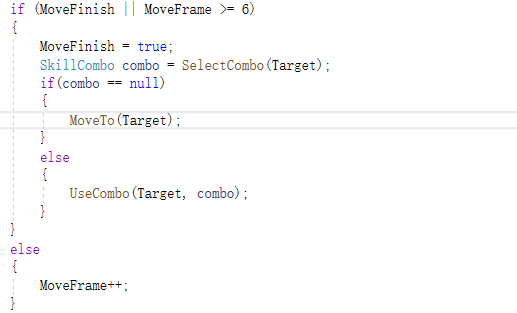 if (MoveFinish || MoveFrame >= 6)
{
MoveFinish = true;
SkillCombo combo = SelectCombo(Target);
if(combo == null)
{
MoveTo(Target);
}
else
{
UseCombo(Target, combo);
}
}
else
{
MoveFrame++;
}